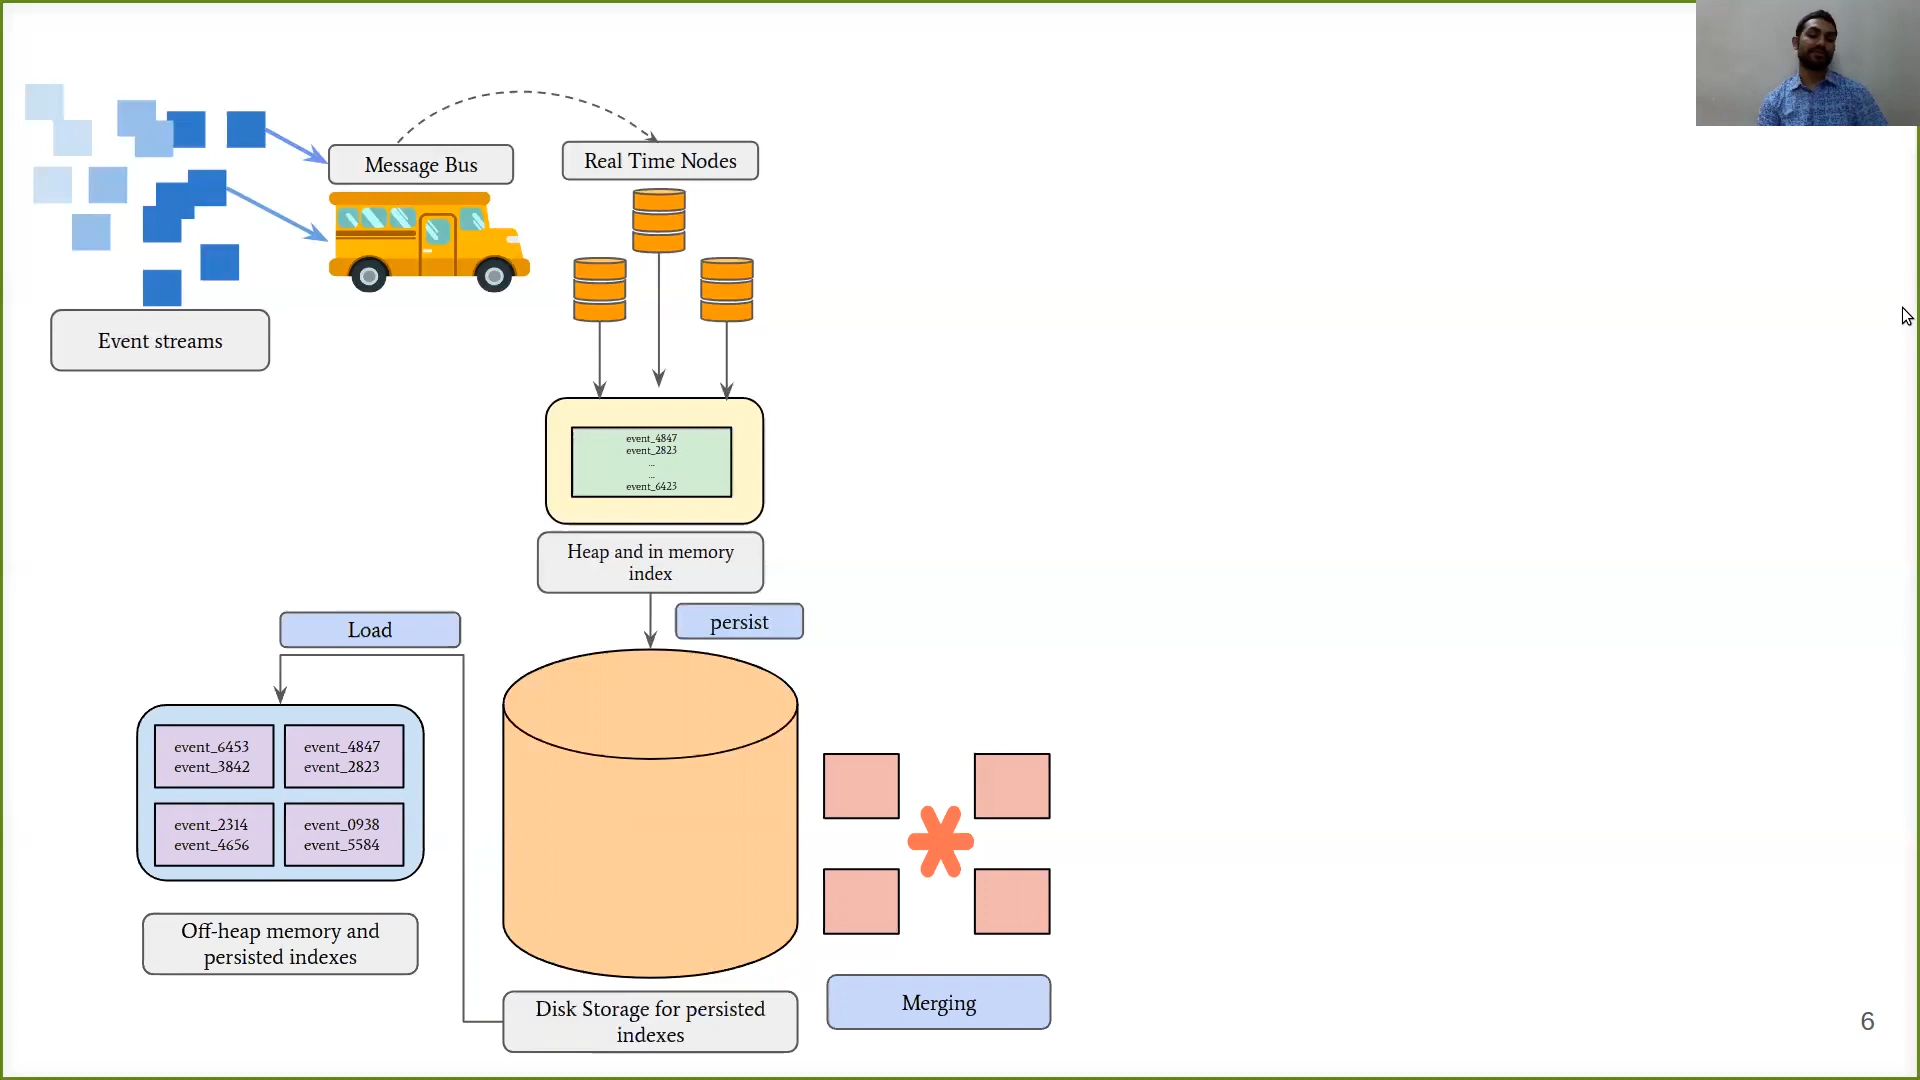 Message Bus
Real Time Nodes
Event streams
event_4847
event_2823
...
...
event_6423
Heap and in memory
index
persist
Load
event_6453
event_3842
event_4847
event_2823
event_2314
event_4656
event_0938
event_5584
Off-heap memory and
persisted indexes
Disk Storage for persisted
indexes
Merging
6